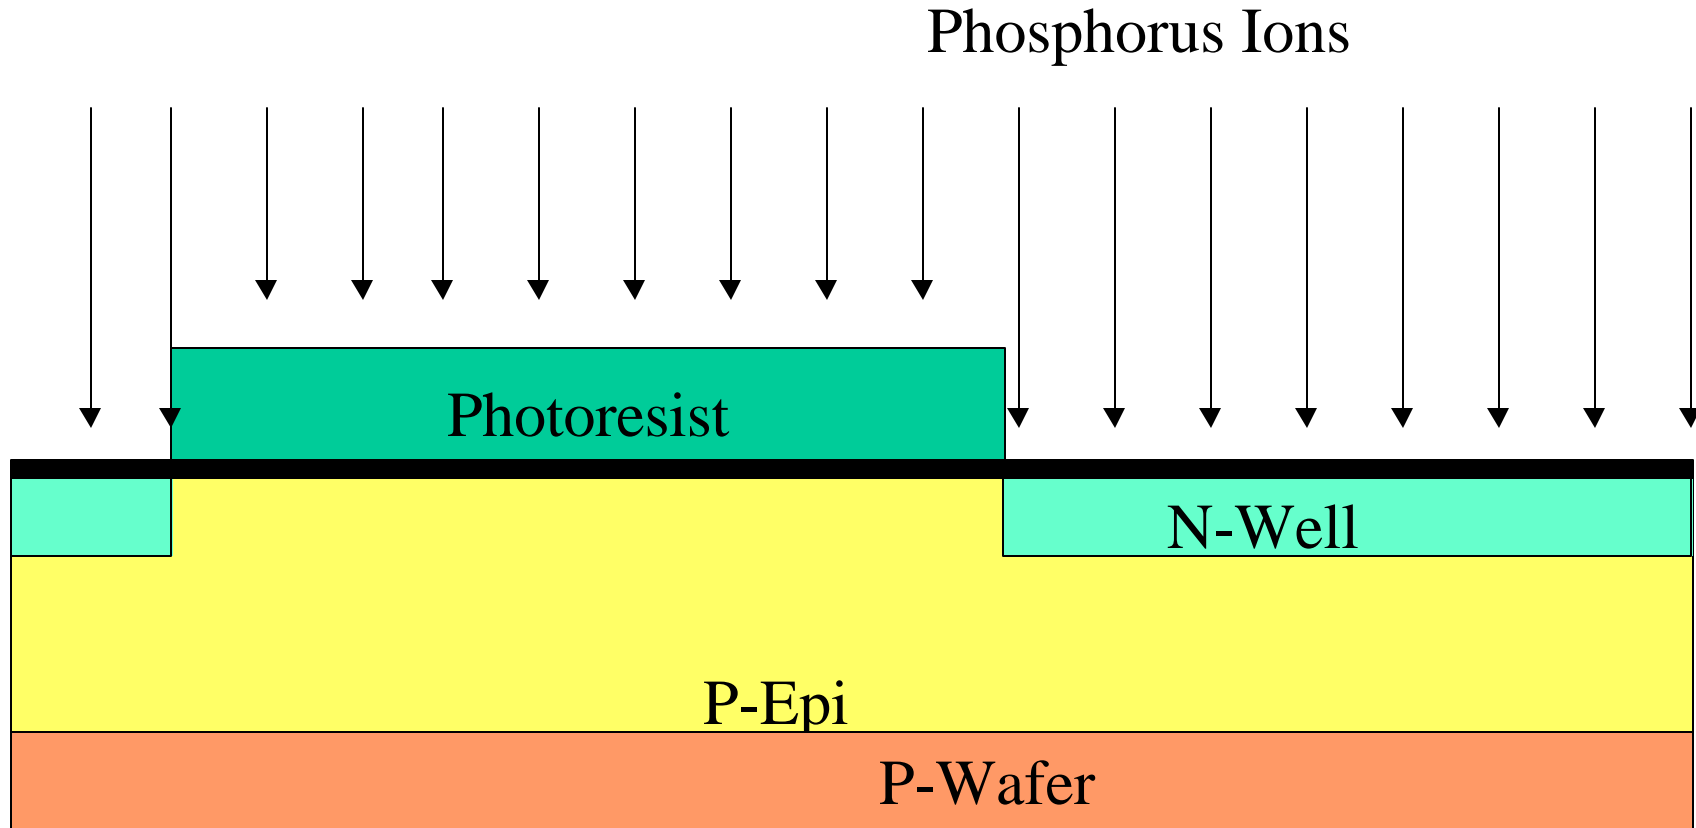 Phosphorus Ions
Photoresist
N-Well
P-Epi
P-Wafer